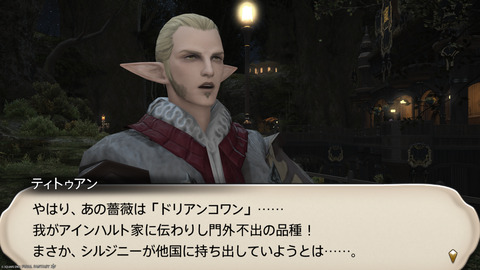 ティトゥアン
やはり、あの薔薇は「ドリアンコワン」……
我がアインハルト家に伝わりし門外不出の品種！
まさか、シルジニーが他国に持ち出していようとは……。